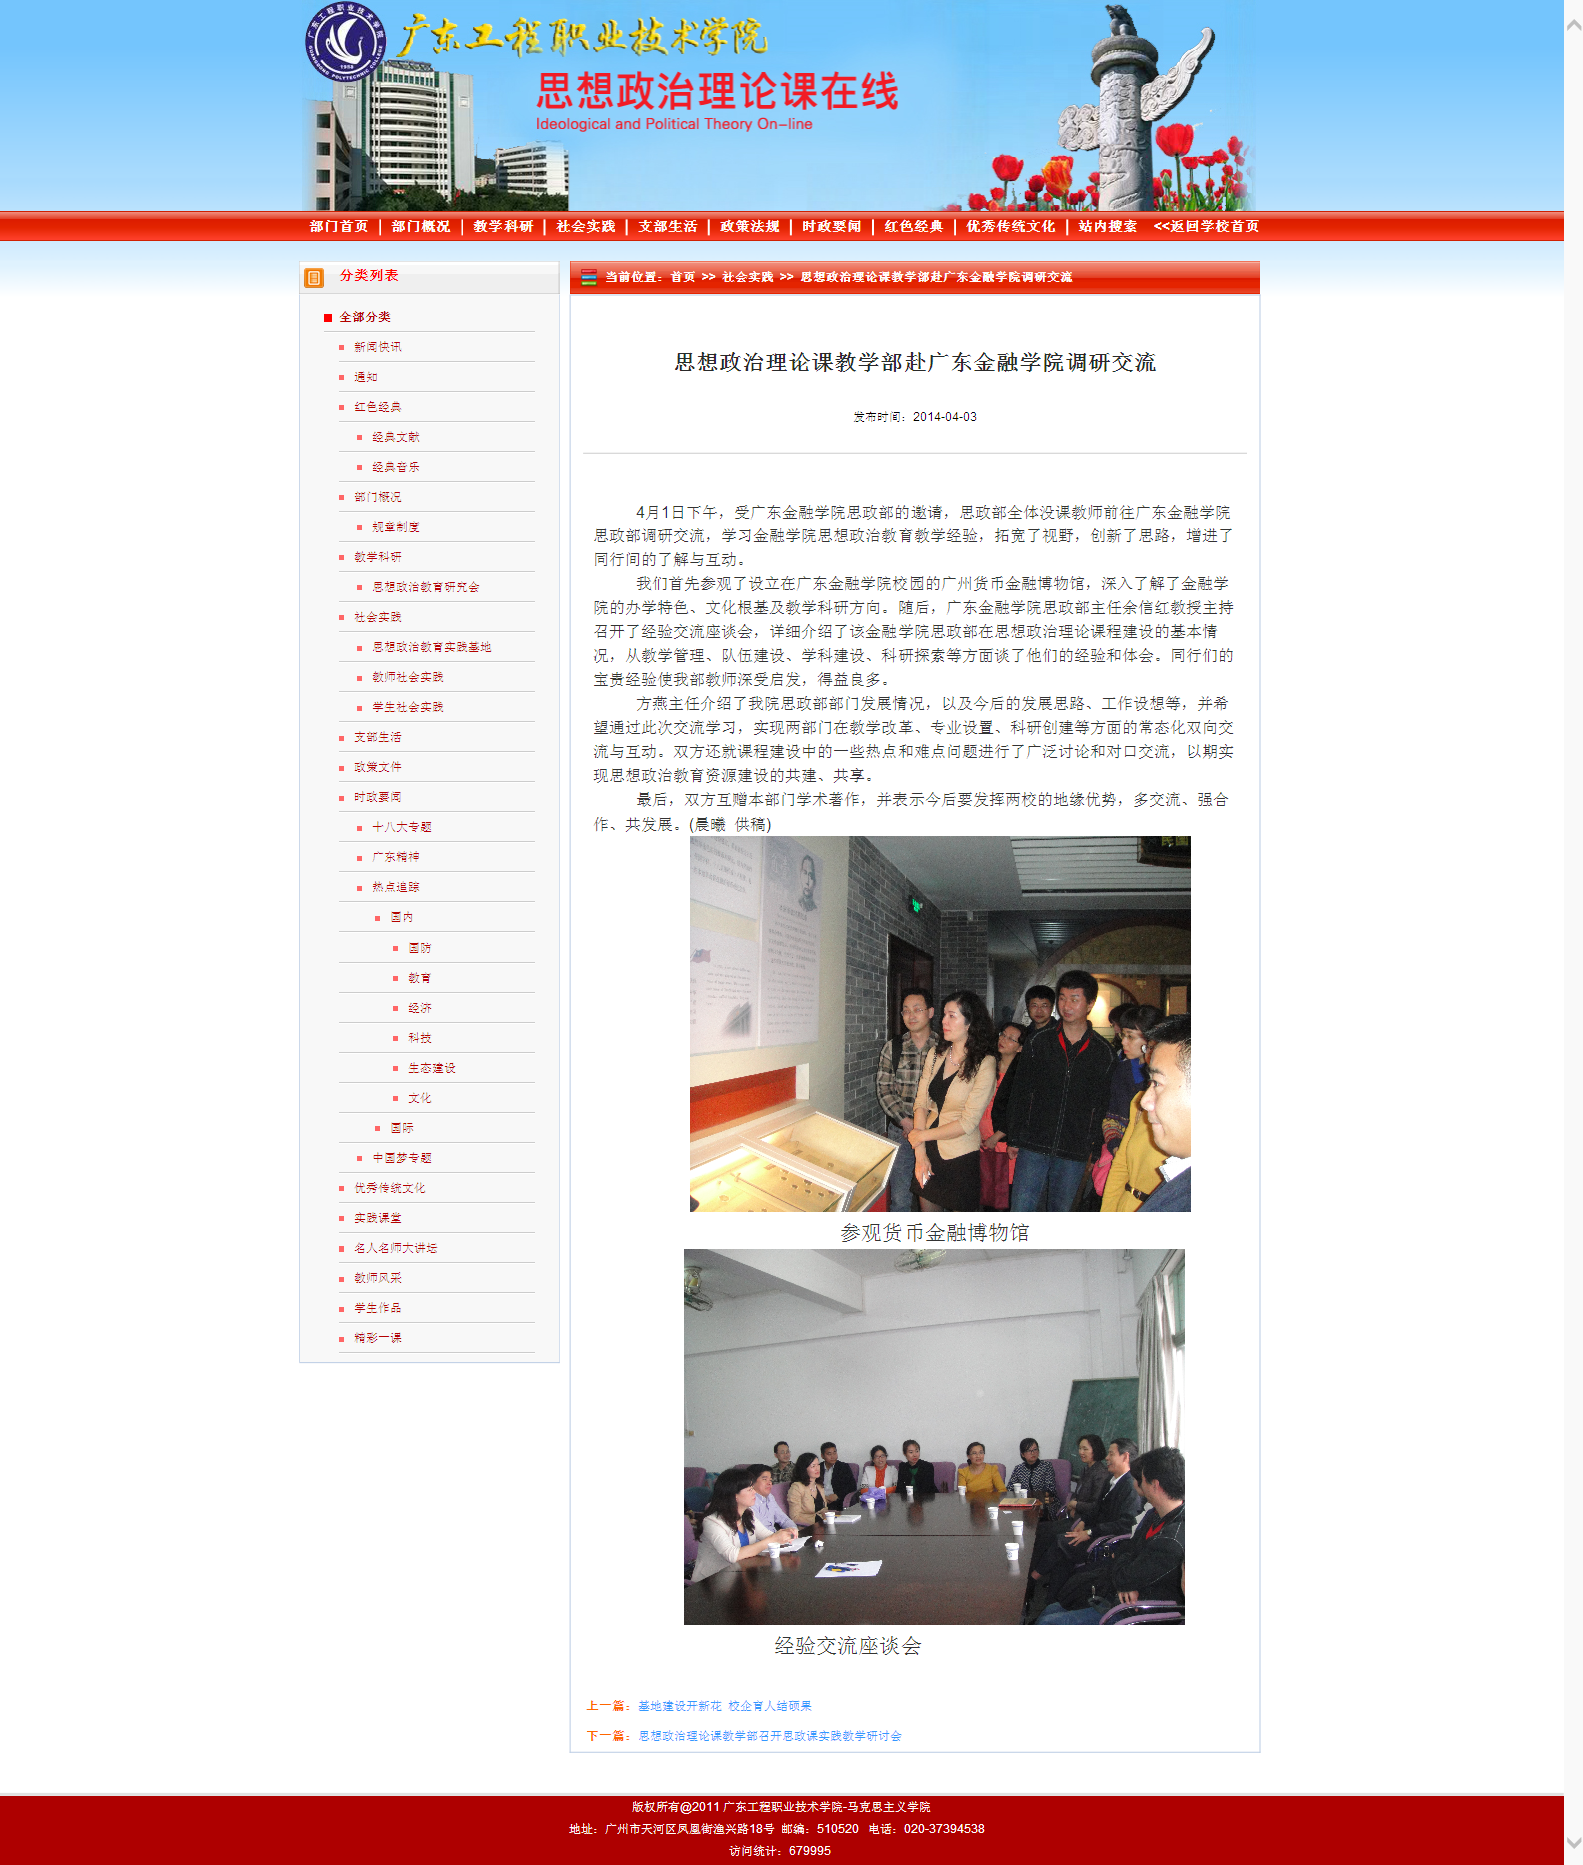 广东工程职业技术学院
思想政治理论课在线
Ideological and Political Theory On-line
部门首页 | 部门概况 | 教学科研 | 社会实践 | 支部生活 | 政策法规 | 时政要闻 | 红色经典 | 优秀传统文化 | 站内搜索 <<返回学校首页
分类列表
全部分类
新闻快讯
通知
红色经典
经典文献
经典音乐
部门概况
规章制度
教学科研
思想政治教育研究会
社会实践
思想政治教育实践基地
教师社会实践
学生社会实践
支部生活
政策文件
时政要闻
十八大专题
广东精神
热点追踪
国内
国防
教育
经济
科技
生态建设
文化
国际
中国梦专题
优秀传统文化
实践课堂
名人名师大讲坛
教师风采
学生作品
精彩一课
当前位置：首页 >> 社会实践 >> 思想政治理论课教学部赴广东金融学院调研交流
思想政治理论课教学部赴广东金融学院调研交流
发布时间：2014-04-03
4月1日下午，受广东金融学院思政部的邀请，思政部全体没课教师前往广东金融学院
思政部调研交流，学习金融学院思想政治教育教学经验，拓宽了视野，创新了思路，增进了
同行间的了解与互动。
我们首先参观了设立在广东金融学院校园的广州货币金融博物馆，深入了解了金融学
院的办学特色、文化根基及教学科研方向。随后，广东金融学院思政部主任余信红教授主持
召开了经验交流座谈会，详细介绍了该金融学院思政部在思想政治理论课程建设的基本情
况，从教学管理、队伍建设、学科建设、科研探索等方面谈了他们的经验和体会。同行们的
宝贵经验使我部教师深受启发，得益良多。
方燕主任介绍了我院思政部部门发展情况，以及今后的发展思路、工作设想等，并希
望通过此次交流学习，实现两部门在教学改革、专业设置、科研创建等方面的常态化双向交
流与互动。双方还就课程建设中的一些热点和难点问题进行了广泛讨论和对口交流，以期实
现思想政治教育资源建设的共建、共享。
最后，双方互赠本部门学术著作，并表示今后要发挥两校的地缘优势，多交流、强合
作、共发展。(晨曦 供稿)
参观货币金融博物馆
经验交流座谈会
上一篇：基地建设开新花 校企育人结硕果
下一篇：思想政治理论课教学部召开思政课实践教学研讨会
版权所有@2011 广东工程职业技术学院-马克思主义学院
地址：广州市天河区凤凰街渔兴路18号 邮编：510520 电话：020-37394538
访问统计：679995